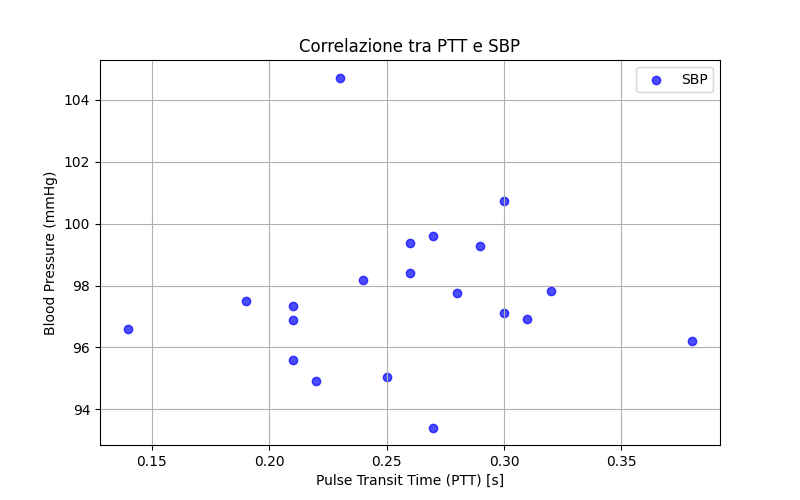 Correlazione tra PTT e SBP
SBP
104
102
100
98
96
94
Blood Pressure (mmHg)
0.15 0.20 0.25 0.30 0.35
Pulse Transit Time (PTT) [s]